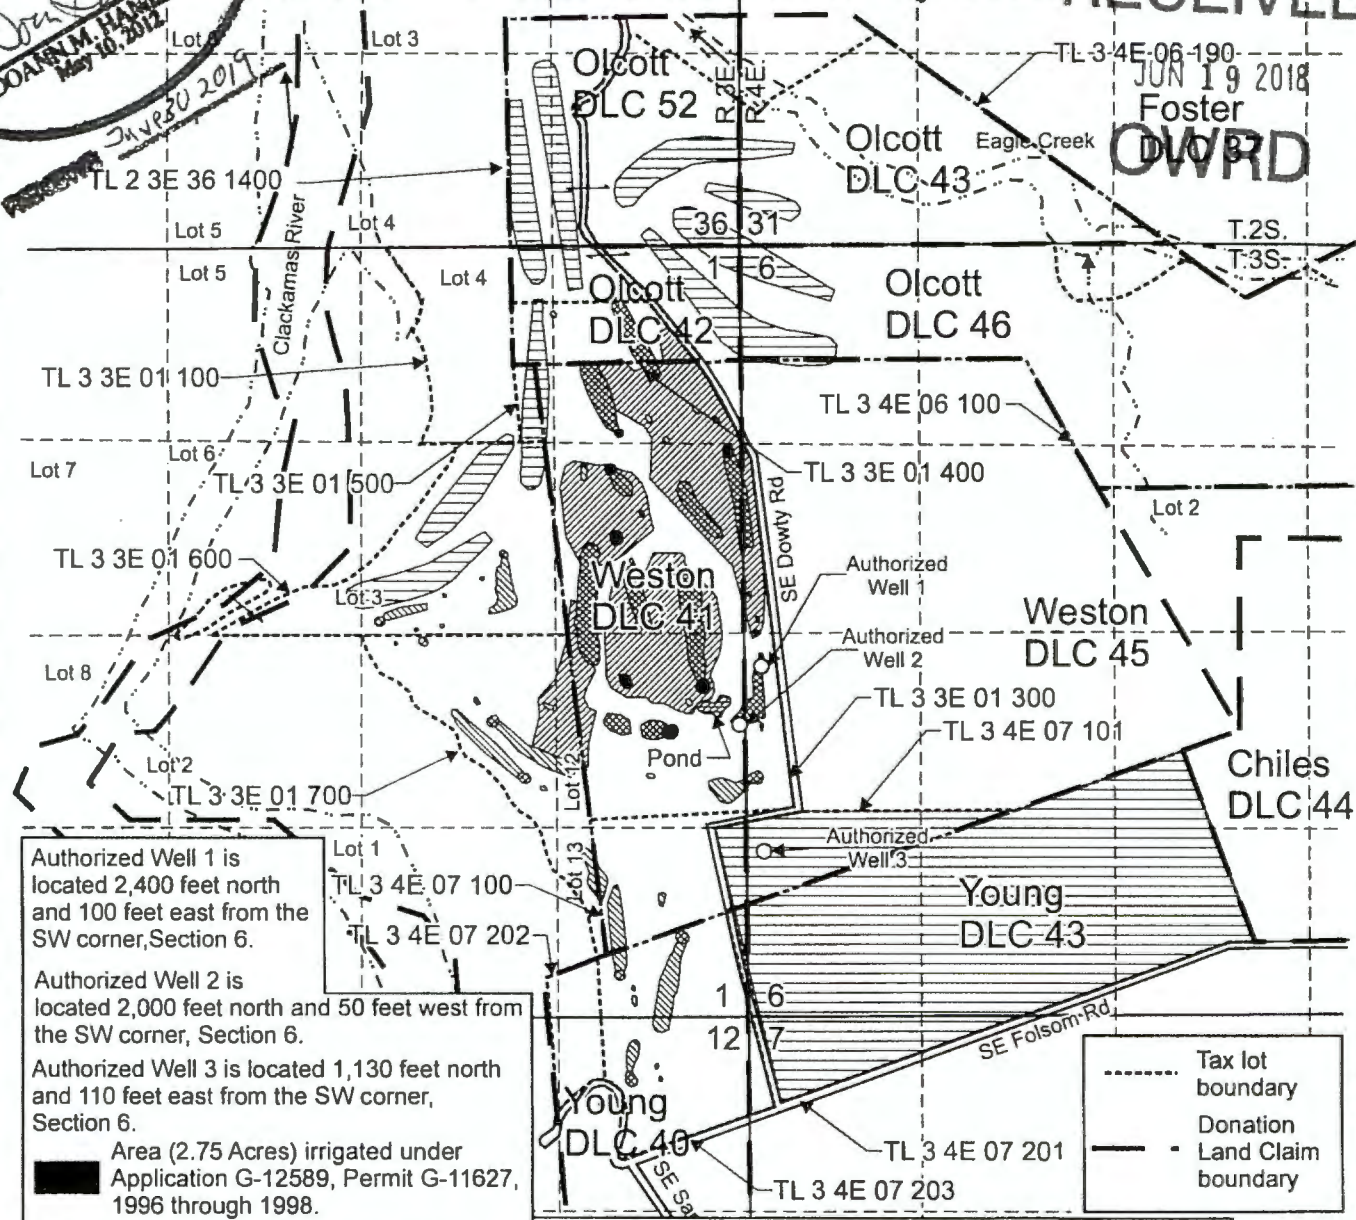 RECEIVED
JOANN M. HAN
May 10, 2012
June 30 2019
JUN 19 2018
OWRD
Lot 3
Olcott
DLC 52
R.3E.
R.4E.
TL 3 4E 06 190
Foster
DLC 37
Olcott
DLC 43
Eagle Creek
TL 2 3E 36 1400
Clackamas River
Lot 5
Lot 4
36
31
T.2S.
T.3S.
Lot 5
Lot 4
1
6
Olcott
DLC 42
Olcott
DLC 46
TL 3 3E 01 100
TL 3 4E 06 100
Lot 7
Lot 6
TL 3 3E 01 500
TL 3 3E 01 400
SE Dowty Rd
Lot 2
TL 3 3E 01 600
Lot 3
Weston
DLC 41
Authorized
Well 1
Authorized
Well 2
Weston
DLC 45
Lot 8
TL 3 3E 01 300
TL 3 4E 07 101
Pond
Lot 2
Lot 12
TL 3 3E 01 700
Chiles
DLC 44
Lot 1
Lot 13
Authorized
Well 3
TL 3 4E 07 100
Young
DLC 43
TL 3 4E 07 202
1
6
12
7
SE Folsom Rd
Young
DLC 40
TL 3 4E 07 201
TL 3 4E 07 203
Authorized Well 1 is
located 2,400 feet north
and 100 feet east from the
SW corner,Section 6.
Authorized Well 2 is
located 2,000 feet north and 50 feet west from
the SW corner, Section 6.
Authorized Well 3 is located 1,130 feet north
and 110 feet east from the SW corner,
Section 6.
Area (2.75 Acres) irrigated under
Application G-12589, Permit G-11627,
1996 through 1998.
Tax lot
boundary
Donation
Land Claim
boundary